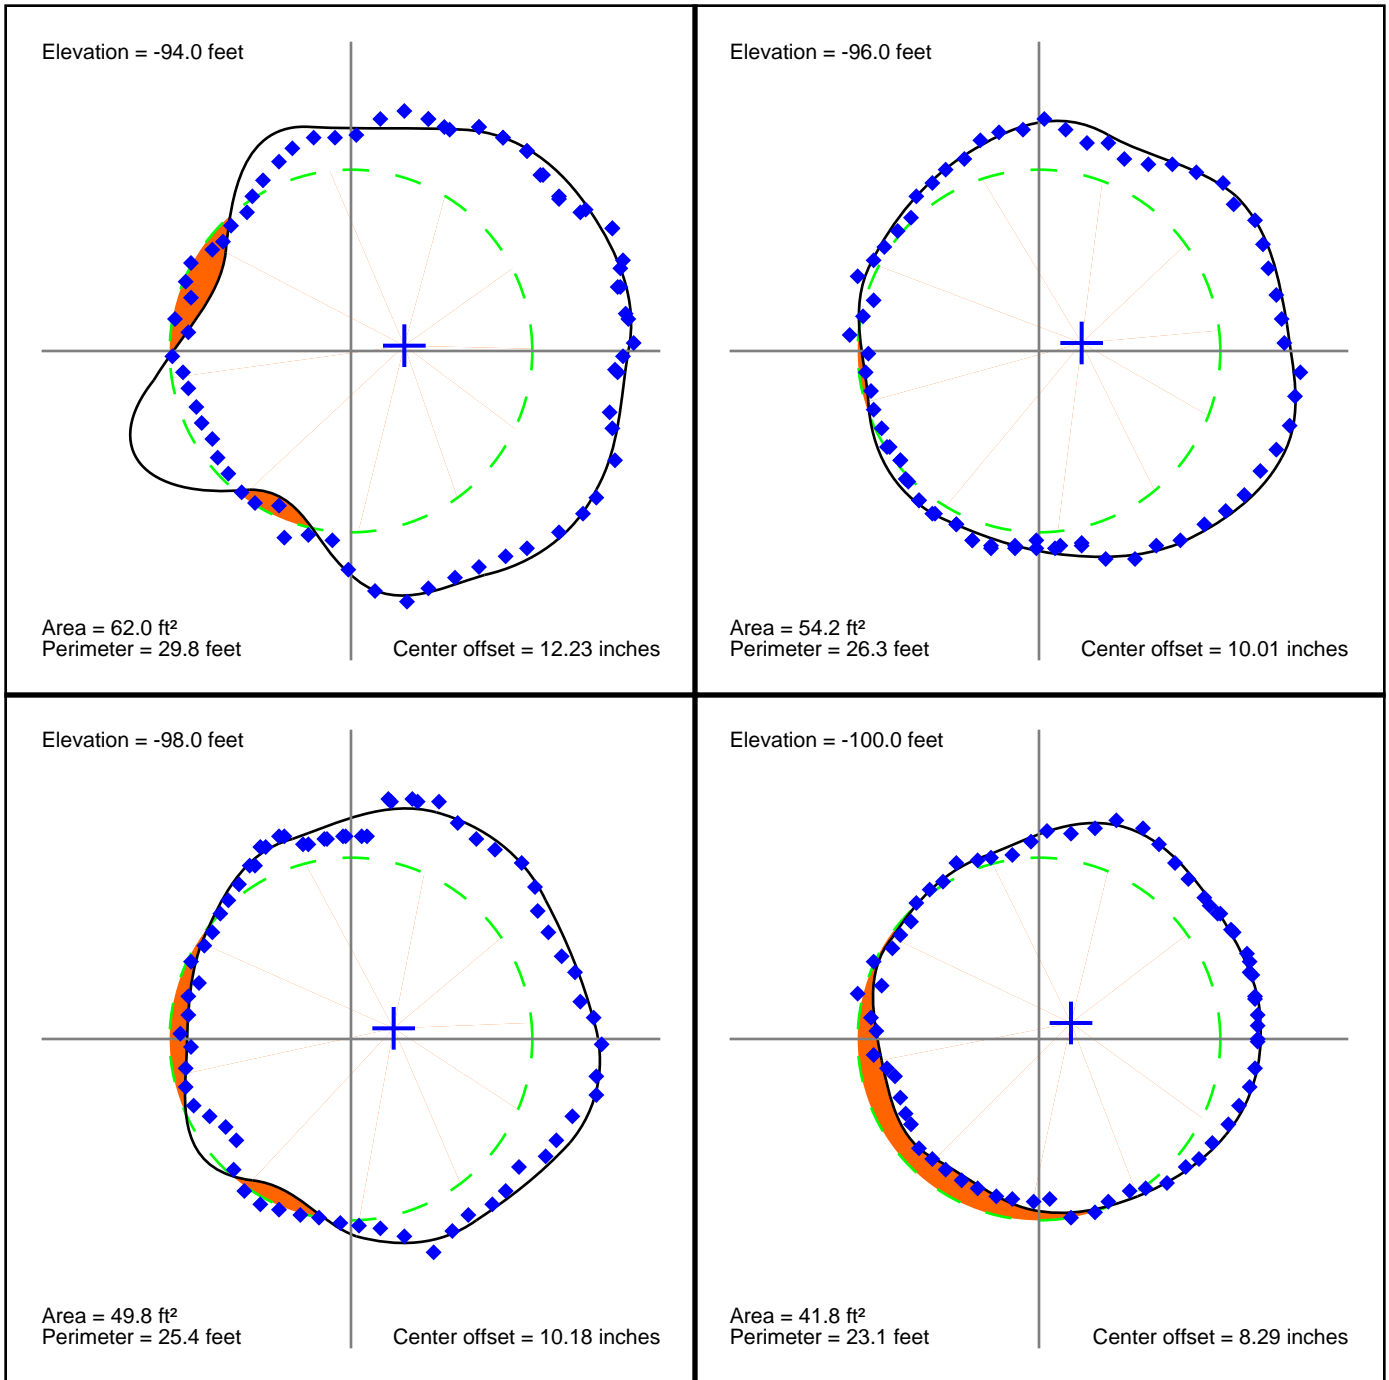 Elevation = -94.0 feet
Area = 62.0 ft²
Perimeter = 29.8 feet
Center offset = 12.23 inches
Elevation = -96.0 feet
Area = 54.2 ft²
Perimeter = 26.3 feet
Center offset = 10.01 inches
Elevation = -98.0 feet
Area = 49.8 ft²
Perimeter = 25.4 feet
Center offset = 10.18 inches
Elevation = -100.0 feet
Area = 41.8 ft²
Perimeter = 23.1 feet
Center offset = 8.29 inches